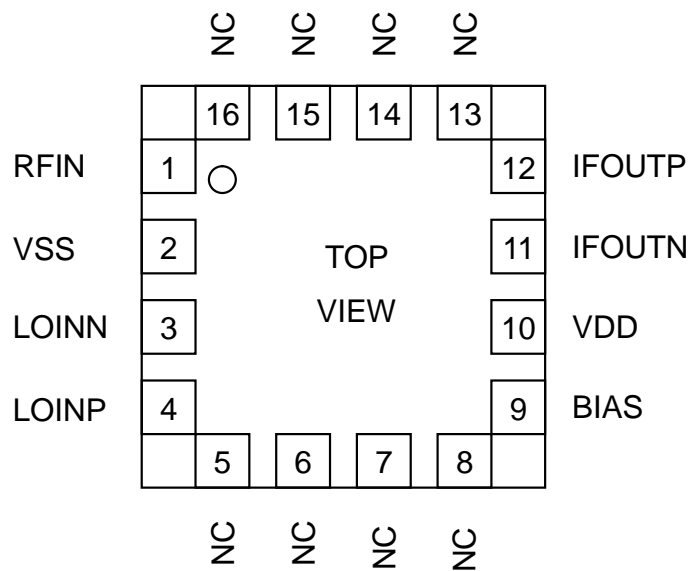 NC NC NC NC
16 15 14 13
RFIN 1 12 IFOUTP
VSS 2 11 IFOUTN
TOP
LOINN 3 10 VDD
VIEW
LOINP 4 9 BIAS
5 6 7 8
NC NC NC NC